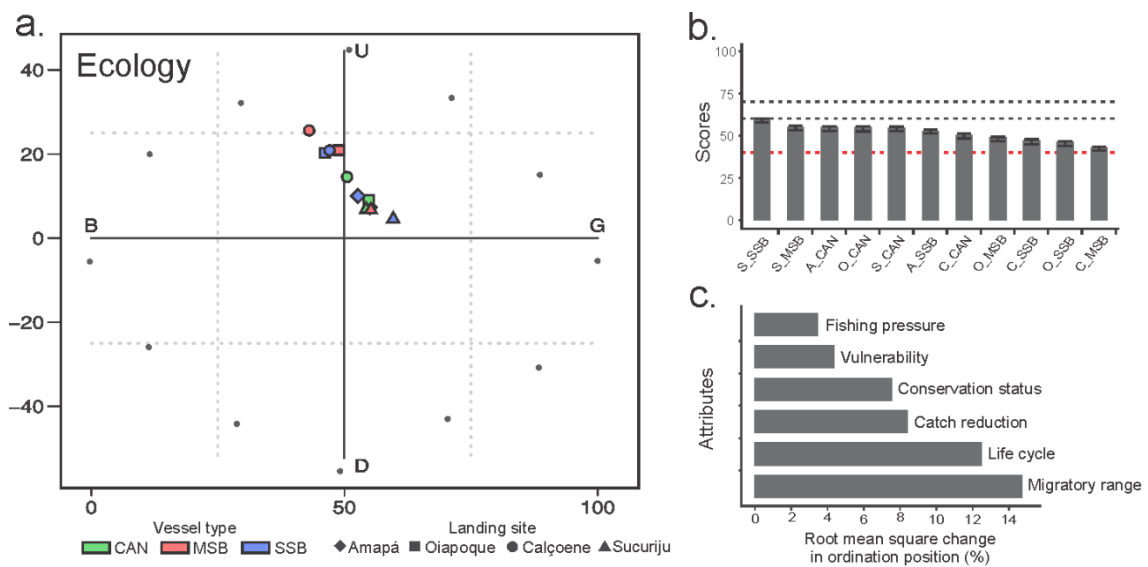 a.
Ecology
U
B
G
D
40
20
0
−20
−40
0
50
100
Vessel type
CAN
MSB
SSB
Landing site
Amapá
Oiapoque
Calçoene
Sucuriju
b.
Scores
100
75
50
25
0
S_SSB
S_MSB
A_CAN
O_CAN
S_CAN
A_SSB
C_CAN
O_MSB
C_SSB
O_SSB
C_MSB
c.
Attributes
Fishing pressure
Vulnerability
Conservation status
Catch reduction
Life cycle
Migratory range
0 2 4 6 8 10 12 14
Root mean square change
in ordination position (%)